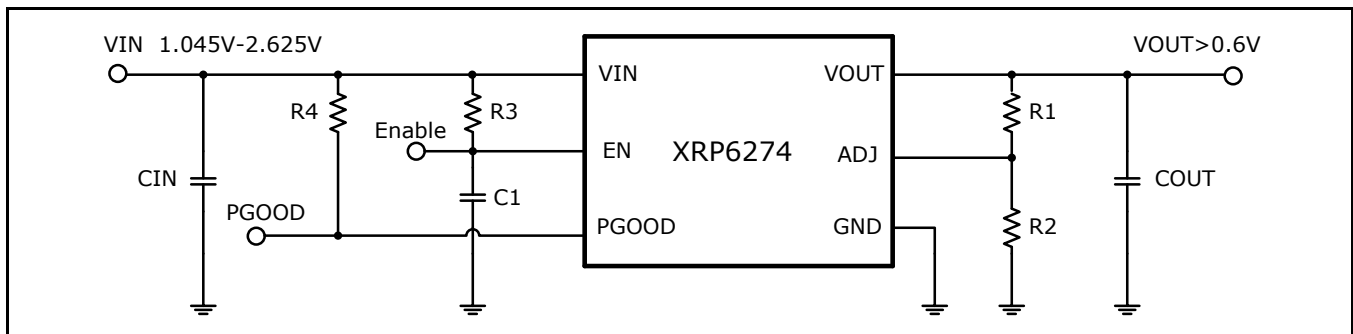 VIN 1.045V-2.625V
VOUT>0.6V
VIN
VOUT
R4
R3
R1
Enable
EN
XRP6274
ADJ
CIN
C1
COUT
PGOOD
PGOOD
GND
R2